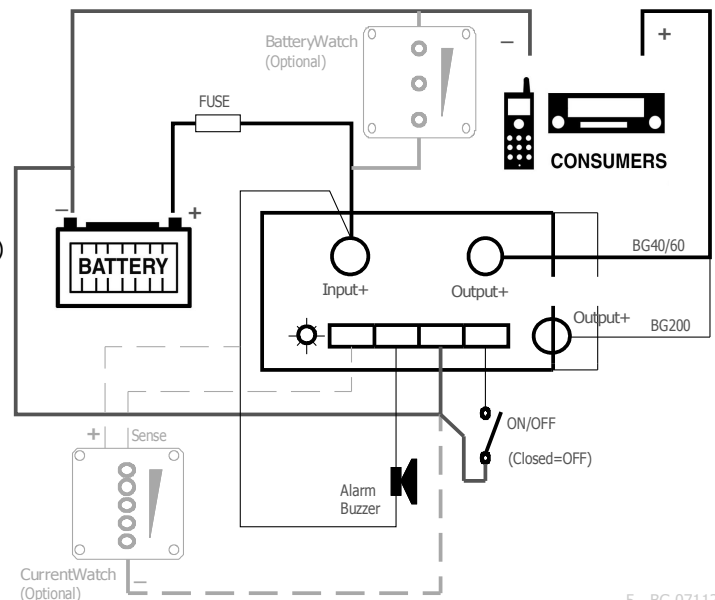 BatteryWatch
(Optional)
−
+
FUSE
CONSUMERS
−
+
BATTERY
)
Input+
Output+
BG40/60
Output+
BG200
+
Sense
ON/OFF
(Closed=OFF)
Alarm
Buzzer
CurrentWatch
(Optional)
−